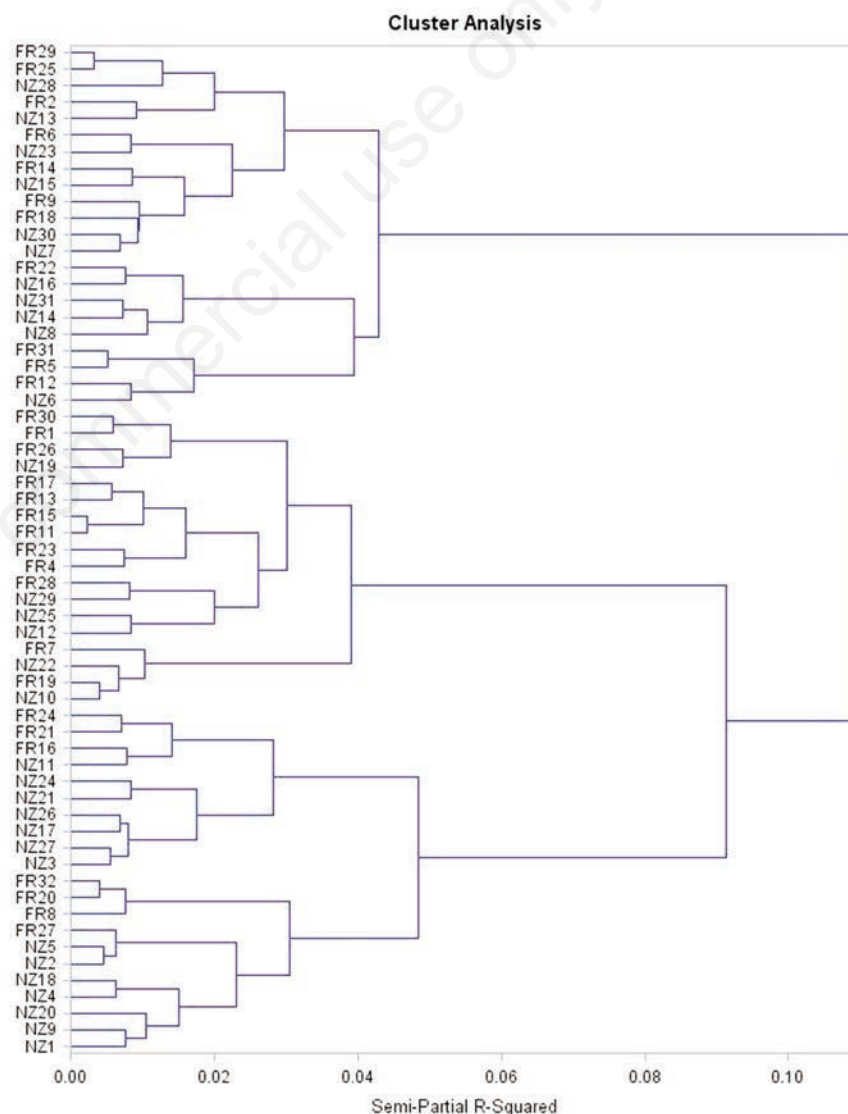 Cluster Analysis
FR29
FR25
NZ28
FR2
NZ13
FR6
NZ23
FR14
NZ15
FR9
FR18
NZ30
NZ7
FR22
NZ16
NZ31
NZ14
NZ8
FR31
FR5
FR12
NZ6
FR30
FR1
FR26
NZ19
FR17
FR13
FR15
FR11
FR23
FR4
FR28
NZ29
NZ25
NZ12
FR7
NZ22
FR19
NZ10
FR24
FR21
FR16
NZ11
NZ24
NZ21
NZ26
NZ17
NZ27
NZ3
FR32
FR20
FR8
FR27
NZ5
NZ2
NZ18
NZ4
NZ20
NZ9
NZ1
0.00 0.02 0.04 0.06 0.08 0.10
Semi-Partial R-Squared
commercial use only